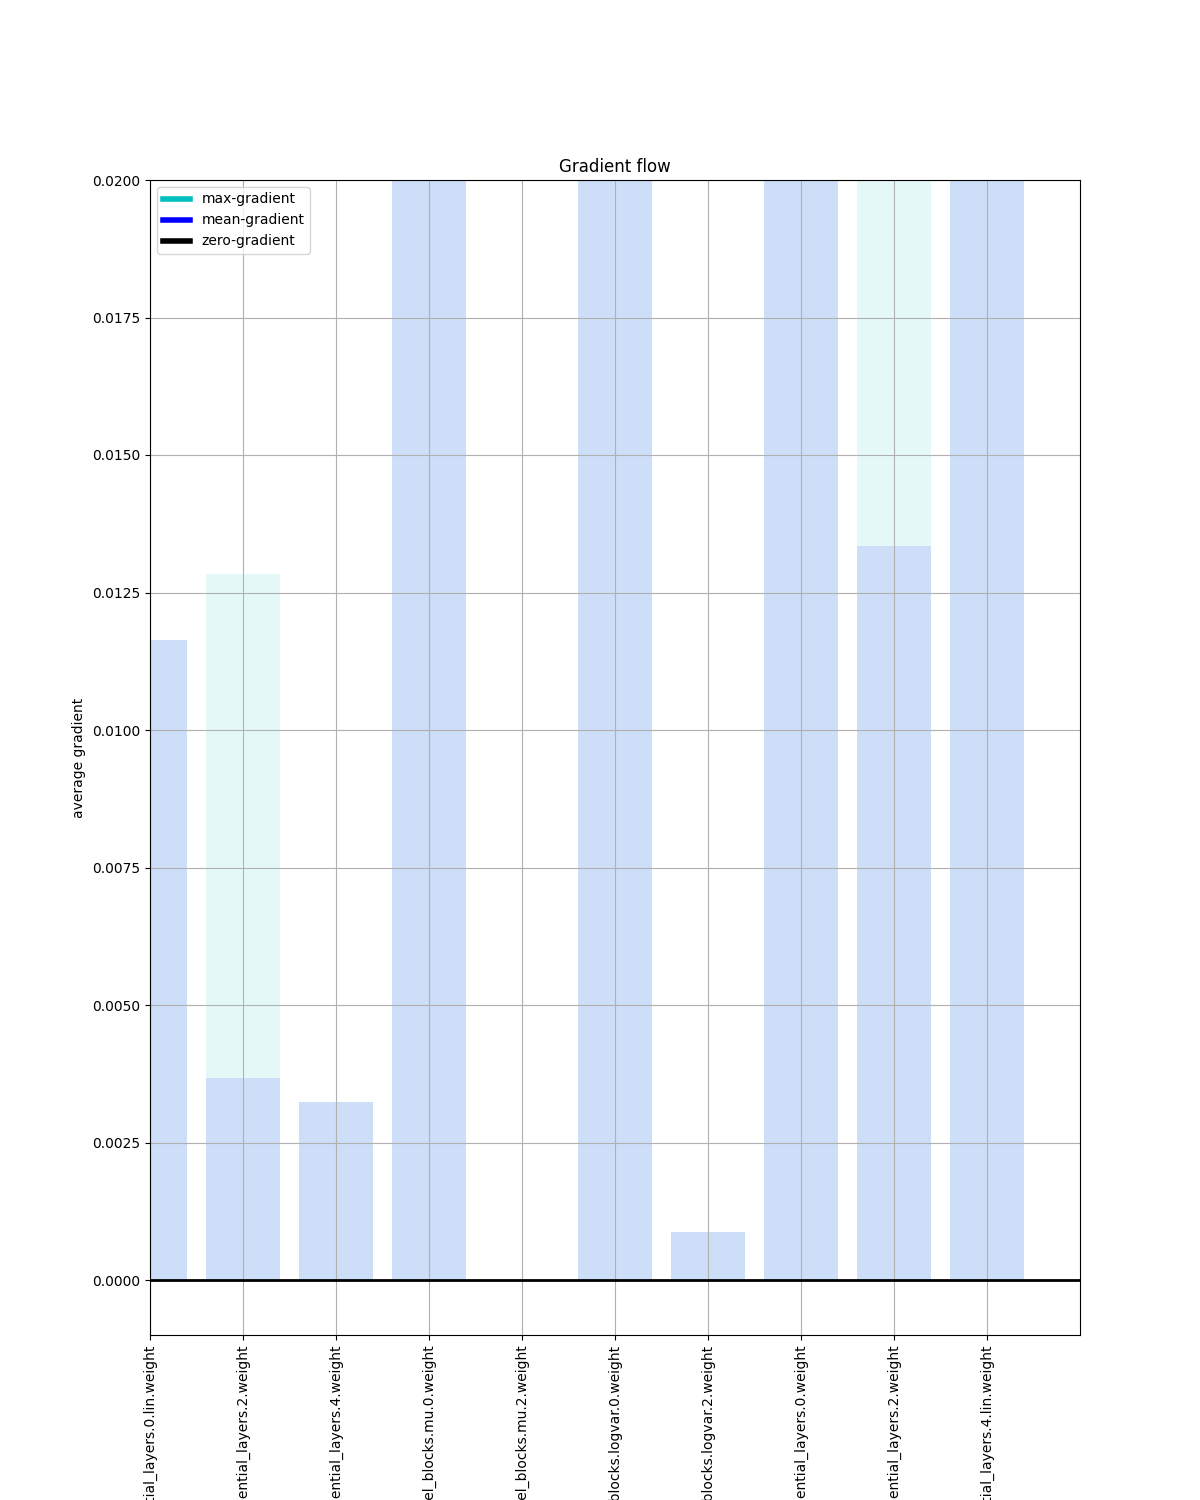 Gradient flow
max-gradient
mean-gradient
zero-gradient
0.0200
0.0175
0.0150
0.0125
0.0100
0.0075
0.0050
0.0025
0.0000
average gradient
tial_layers.0.lin.weight
ential_layers.2.weight
ential_layers.4.weight
el_blocks.mu.0.weight
el_blocks.mu.2.weight
blocks.logvar.0.weight
blocks.logvar.2.weight
ential_layers.0.weight
ential_layers.2.weight
tial_layers.4.lin.weight